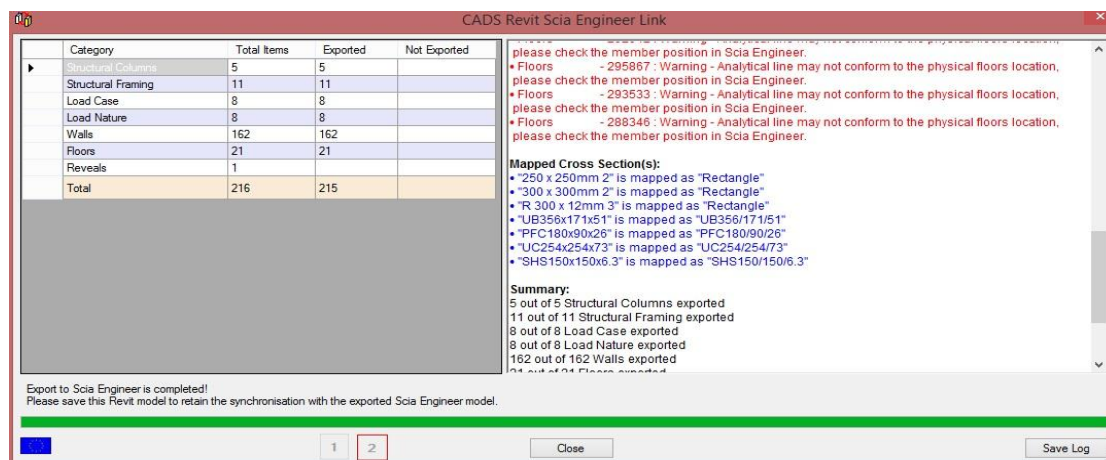 CADS Revit Scia Engineer Link
Category Total Items Exported Not Exported
Structural Columns 5 5
Structural Framing 11 11
Load Case 8 8
Load Nature 8 8
Walls 162 162
Floors 21 21
Reveals 1
Total 216 215
please check the member position in Scia Engineer.
• Floors - 295867 : Warning - Analytical line may not conform to the physical floors location,
please check the member position in Scia Engineer.
• Floors - 293533 : Warning - Analytical line may not conform to the physical floors location,
please check the member position in Scia Engineer.
• Floors - 288346 : Warning - Analytical line may not conform to the physical floors location,
please check the member position in Scia Engineer.
Mapped Cross Section(s):
• "250 x 250mm 2" is mapped as "Rectangle"
• "300 x 300mm 2" is mapped as "Rectangle"
• "R 300 x 12mm 3" is mapped as "Rectangle"
• "UB356x171x51" is mapped as "UB356/171/51"
• "PFC180x90x26" is mapped as "PFC180/90/26"
• "UC254x254x73" is mapped as "UC254/254/73"
• "SHS150x150x6.3" is mapped as "SHS150/150/6.3"
Summary:
5 out of 5 Structural Columns exported
11 out of 11 Structural Framing exported
8 out of 8 Load Case exported
8 out of 8 Load Nature exported
162 out of 162 Walls exported
21 out of 21 Floors exported
Export to Scia Engineer is completed!
Please save this Revit model to retain the synchronisation with the exported Scia Engineer model.
1 2
Close
Save Log